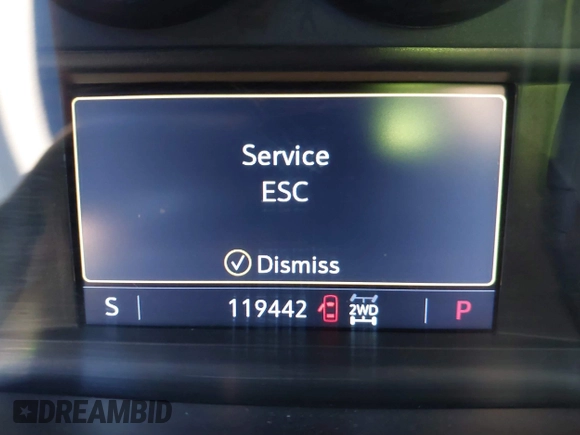 Service
ESC
Dismiss
S 119442 2WD P
DREAMBID